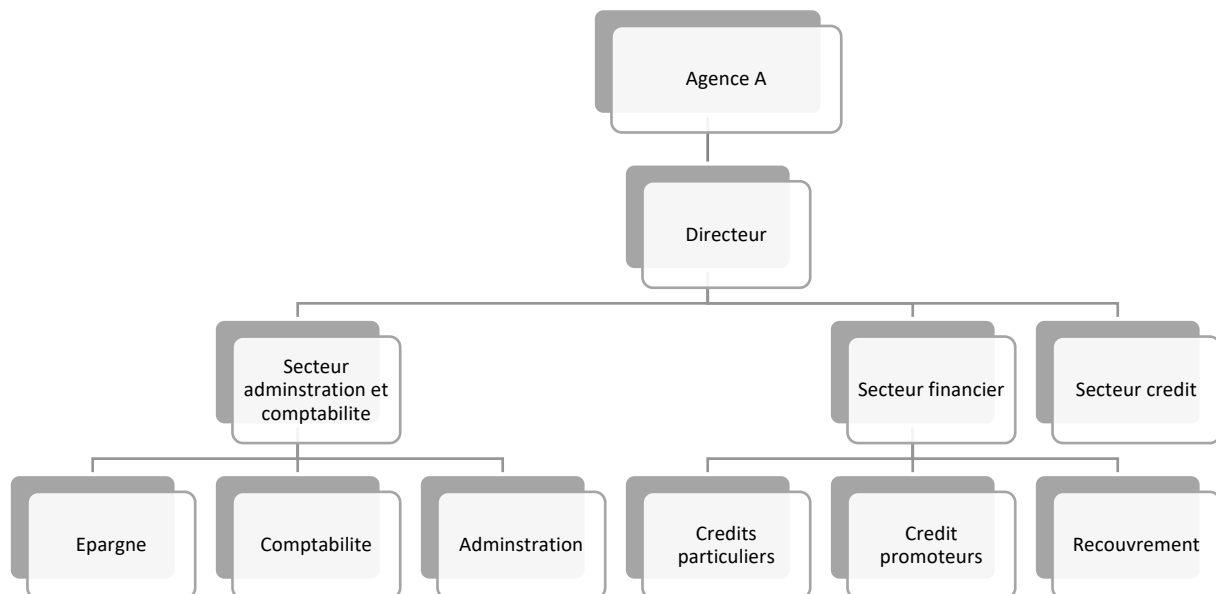 Agence A
Directeur
Secteur
adminstration et
comptabilite
Secteur financier
Secteur credit
Epargne
Comptabilite
Adminstration
Credits
particuliers
Credit
promoteurs
Recouvrement